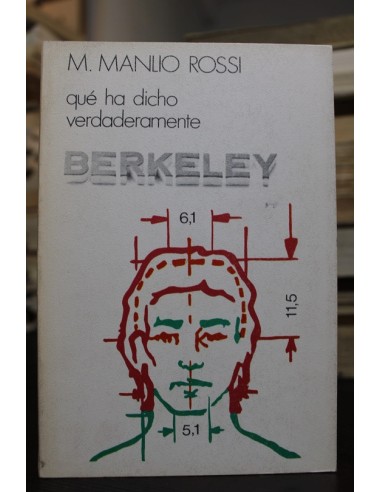 M. MANLIO ROSSI
qué ha dicho
verdaderamente
BERKELEY
6,1
11,5
5,1